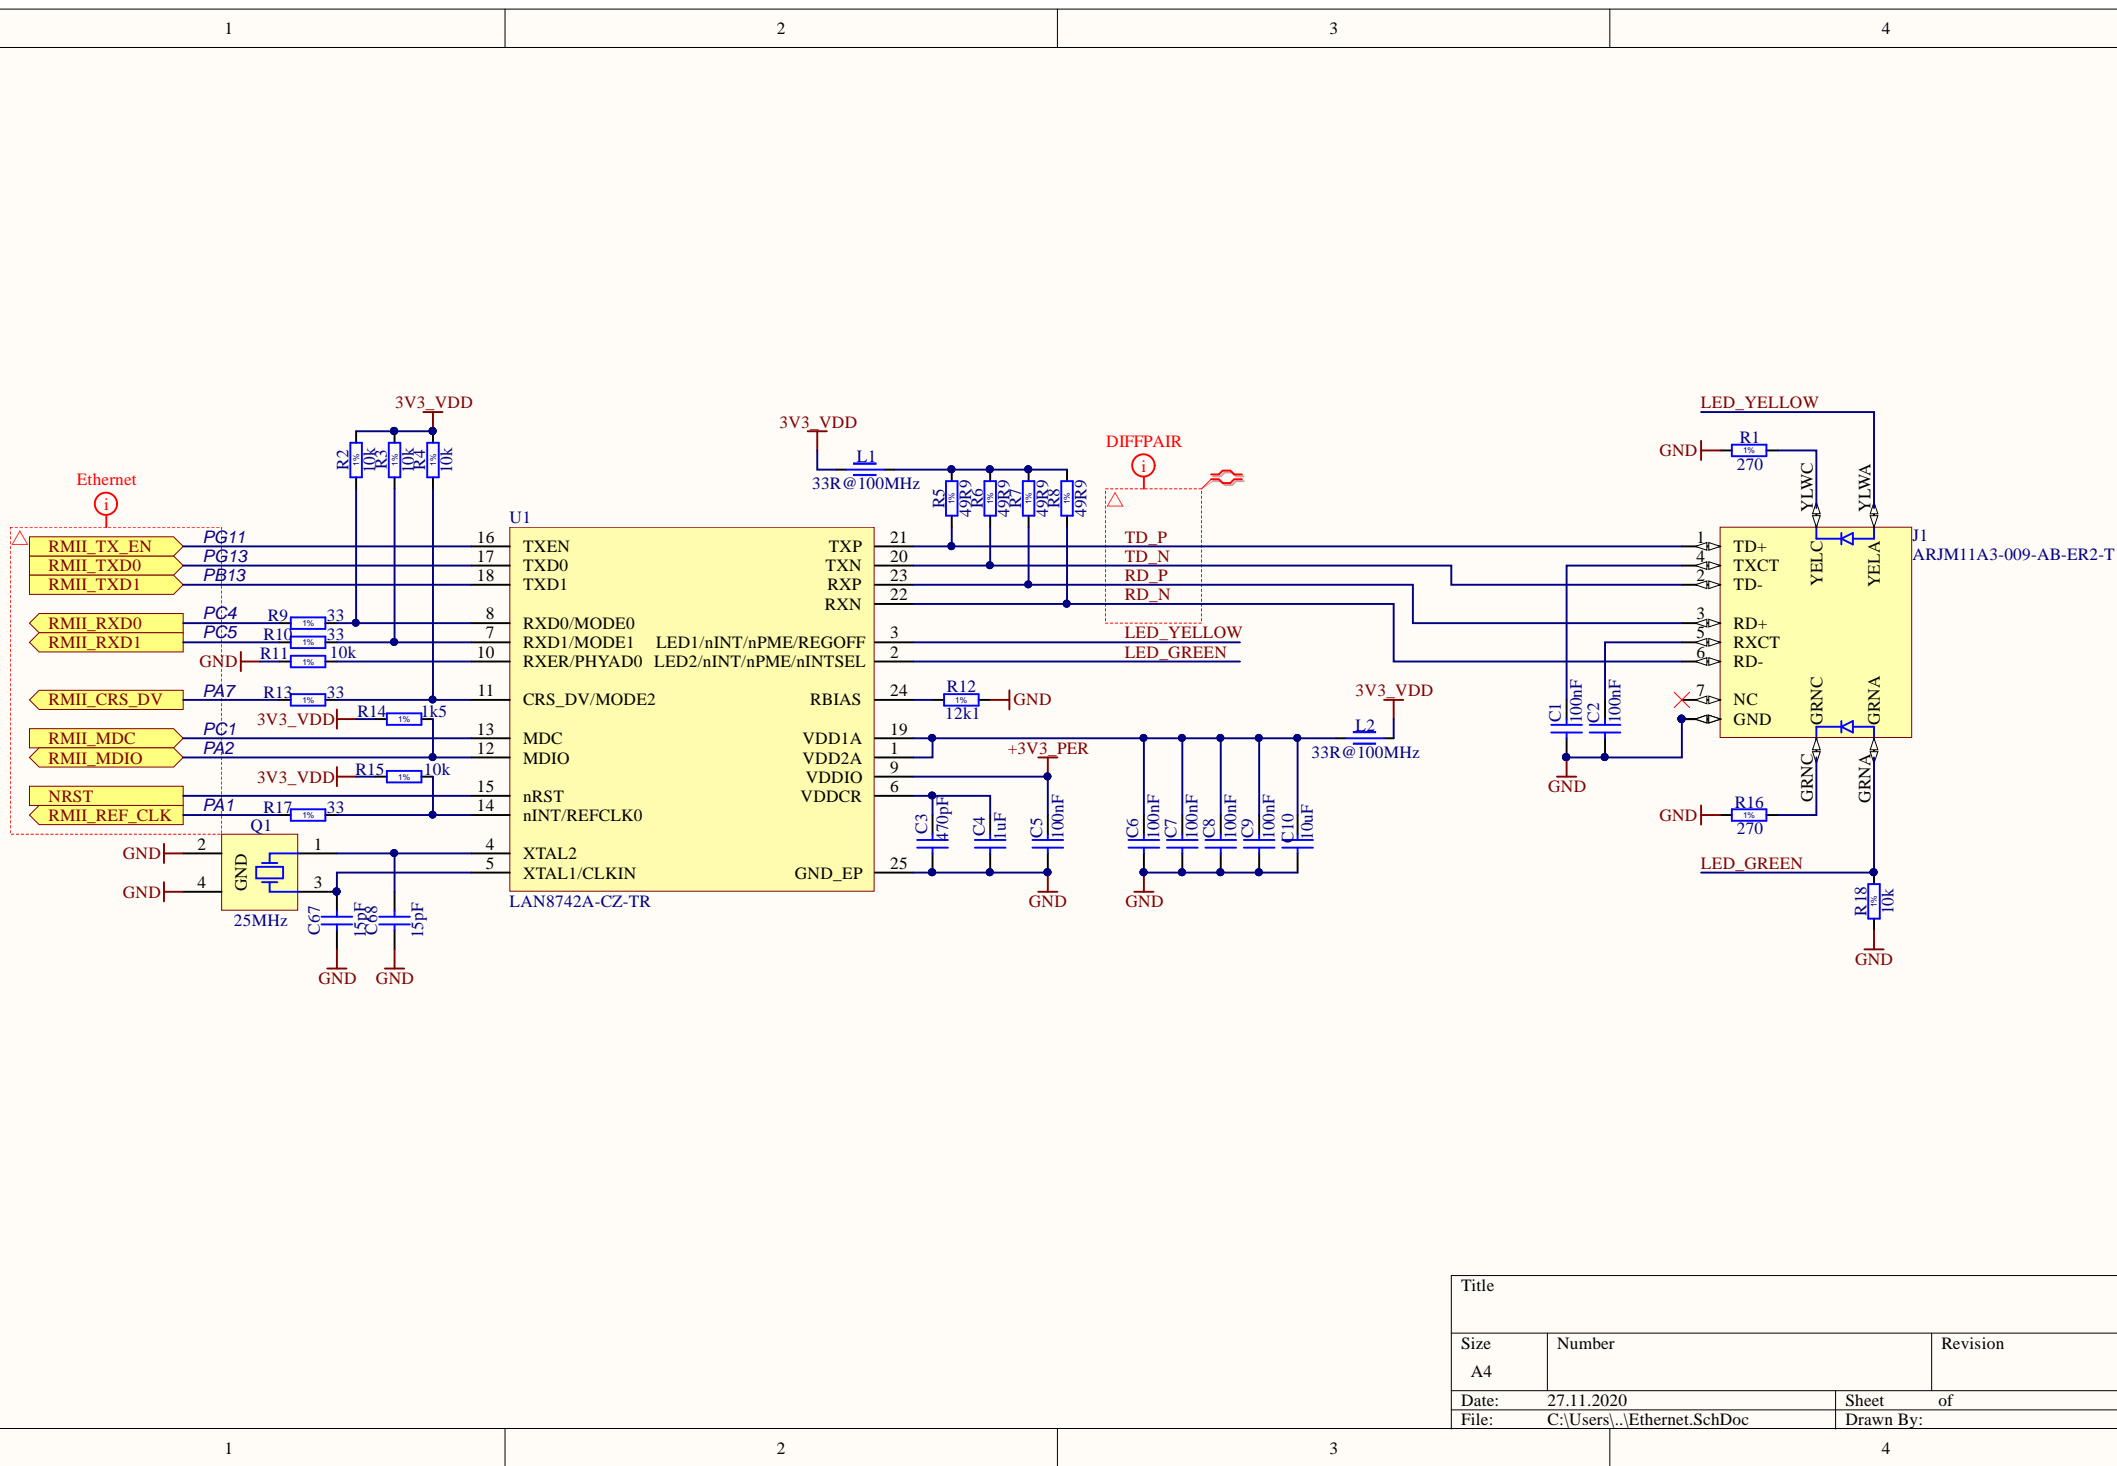 1 2 3 4
3V3_VDD
R2 10k R3 10k R4 10k
3V3_VDD
L1
33R@100MHz
R5 49R9 R6 49R9 R7 49R9 R8 49R9
DIFFPAIR
i
Ethernet
i
LED_YELLOW
GND R1 1% 270
YLWC YLWA
U1
RMII_TX_EN PG11 16 TXEN
RMII_TXD0 PG13 17 TXD0
RMII_TXD1 PB13 18 TXD1
RMII_RXD0 PC4 R9 1% 33 8 RXD0/MODE0
RMII_RXD1 PC5 R10 1% 33 7 RXD1/MODE1
GND R11 1% 10k 10 RXER/PHYAD0
RMII_CRS_DV PA7 R13 1% 33 11 CRS_DV/MODE2
3V3_VDD R14 1% 1k5
RMII_MDC PC1 13 MDC
RMII_MDIO PA2 12 MDIO
3V3_VDD R15 1% 10k
NRST 15 nRST
RMII_REF_CLK PA1 R17 1% 33 14 nINT/REFCLK0
Q1
GND 2 GND 1 4 XTAL2
GND 4 3 5 XTAL1/CLKIN
25MHz
C67 15pF C68 15pF
GND GND
LAN8742A-CZ-TR
TXP 21 TD_P
TXN 20 TD_N
RXP 23 RD_P
RXN 22 RD_N
LED1/nINT/nPME/REGOFF 3 LED_YELLOW
LED2/nINT/nPME/nINTSEL 2 LED_GREEN
RBIAS 24 R12 1% 12k1 GND
VDD1A 19
VDD2A 1
VDDIO 9
VDDCR 6
GND_EP 25
+3V3_PER
3V3_VDD
L2
33R@100MHz
C3 470pF C4 1uF C5 100nF
GND
C6 100nF C7 100nF C8 100nF C9 100nF C10 10uF
GND
J1
ARJM11A3-009-AB-ER2-T
YELC YELA
1 TD+
4 TXCT
2 TD-
3 RD+
5 RXCT
6 RD-
7 NC
GND
GRNC GRNA
C1 100nF C2 100nF
GND
GRNC GRNA
GND R16 1% 270
LED_GREEN
R18 1% 10k
GND
Title
Size Number Revision
A4
Date: 27.11.2020 Sheet of
File: C:\Users\..\Ethernet.SchDoc Drawn By:
1 2 3 4